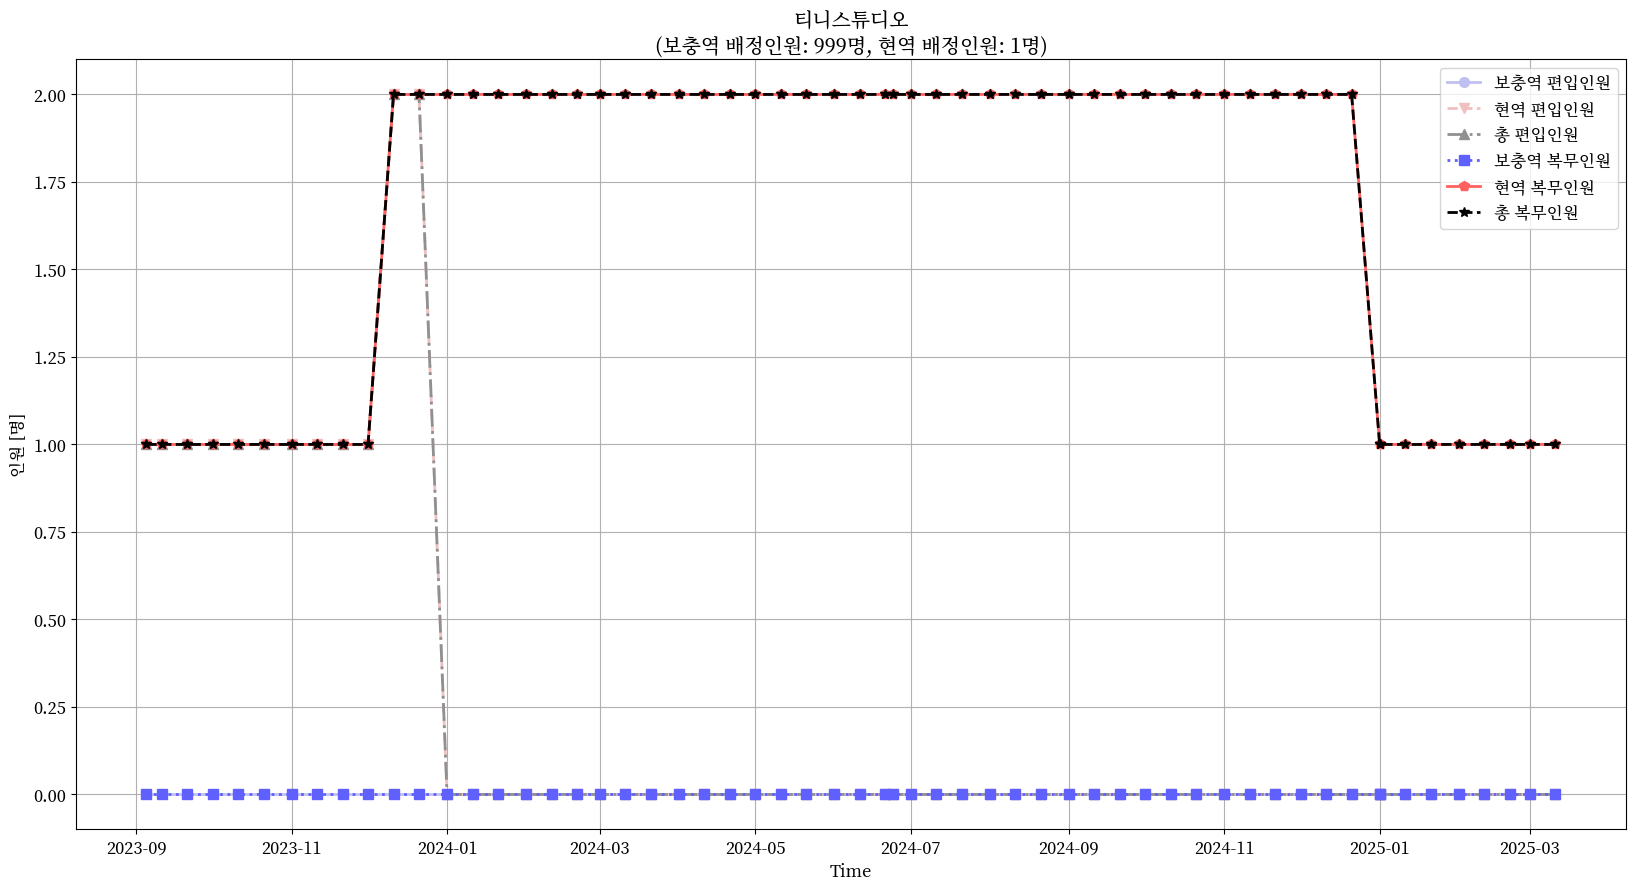 티니스튜디오
(보충역 배정인원: 999명, 현역 배정인원: 1명)
보충역 편입인원
현역 편입인원
총 편입인원
보충역 복무인원
현역 복무인원
총 복무인원
인원 [명]
2.00
1.75
1.50
1.25
1.00
0.75
0.50
0.25
0.00
2023-09
2023-11
2024-01
2024-03
2024-05
2024-07
2024-09
2024-11
2025-01
2025-03
Time